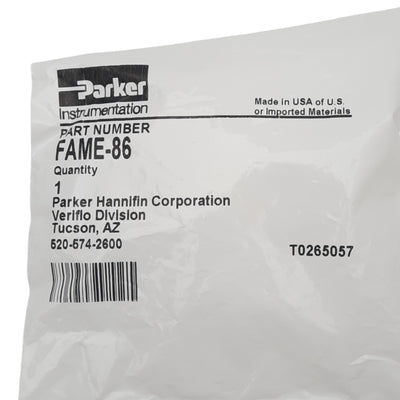 Parker
Instrumentation
Made in USA of U.S.
or Imported Materials
PART NUMBER
FAME-86
Quantity
1
Parker Hannifin Corporation
Veriflo Division
Tucson, AZ
520-574-2600
T0265057